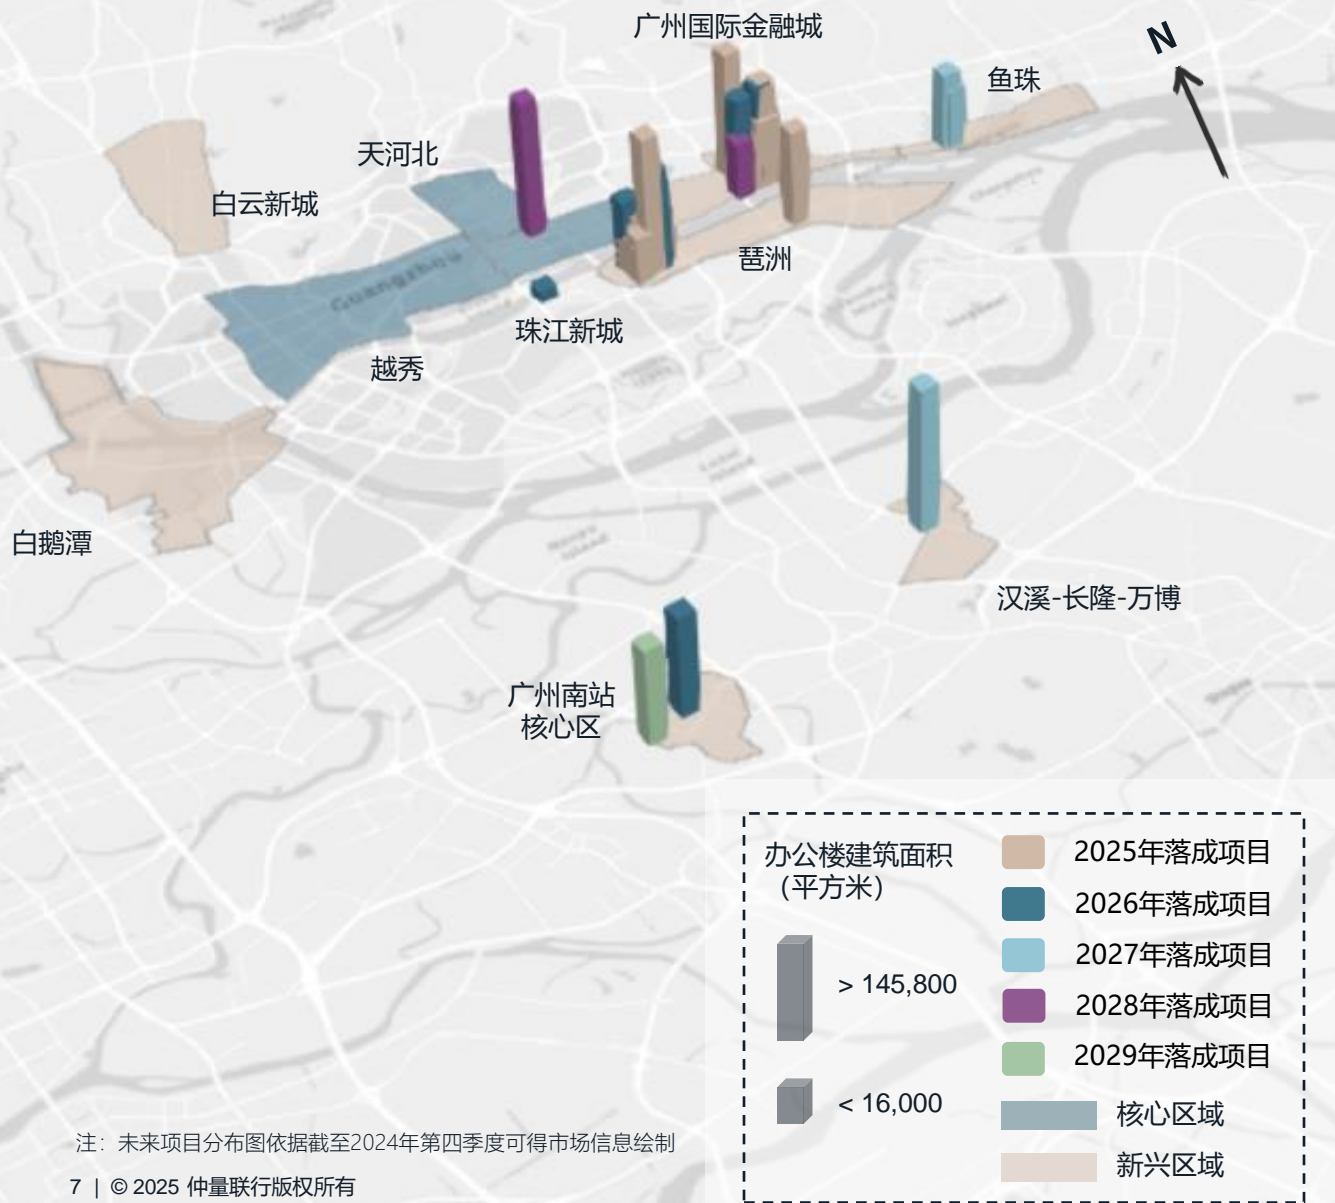 广州国际金融城
N
鱼珠
天河北
白云新城
琶洲
珠江新城
越秀
Guangzhou
白鹅潭
汉溪-长隆-万博
广州南站
核心区
办公楼建筑面积
（平方米）
> 145,800
< 16,000
2025年落成项目
2026年落成项目
2027年落成项目
2028年落成项目
2029年落成项目
核心区域
新兴区域
注：未来项目分布图依据截至2024年第四季度可得市场信息绘制
7 | © 2025 仲量联行版权所有